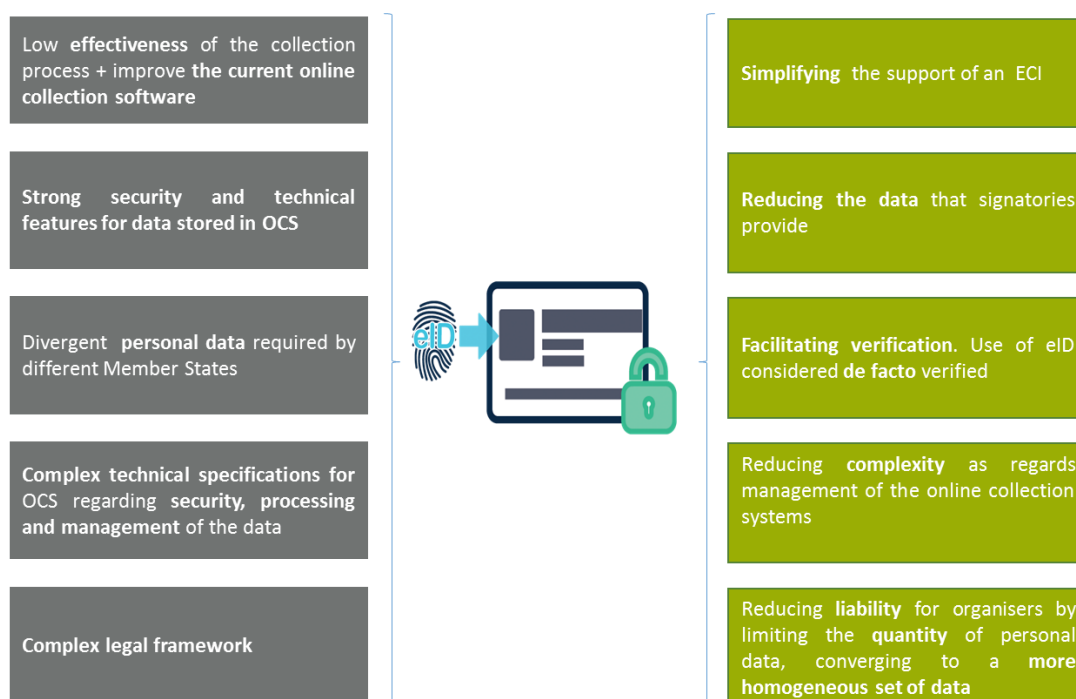 Low effectiveness of the collection
process + improve the current online
collection software
Strong security and technical
features for data stored in OCS
Divergent personal data required by
different Member States
Complex technical specifications for
OCS regarding security, processing
and management of the data
Complex legal framework
eID
Simplifying the support of an ECI
Reducing the data that signatories
provide
Facilitating verification. Use of eID
considered de facto verified
Reducing complexity as regards
management of the online collection
systems
Reducing liability for organisers by
limiting the quantity of personal
data, converging to a more
homogeneous set of data